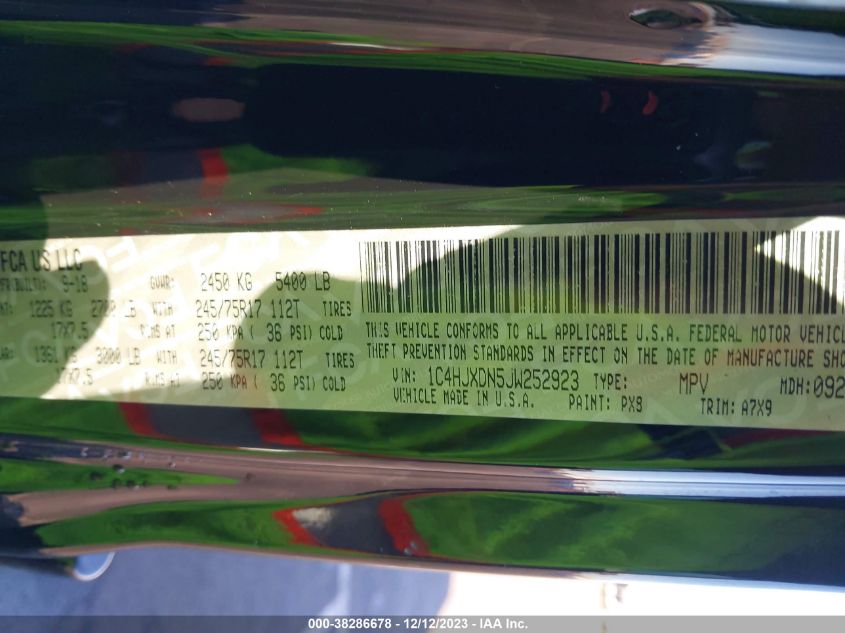 FCA US LLC
MFR BUILT: 9-18 GVWR: 2450 KG 5400 LB
1225 KG 2700 LB WITH 245/75R17 112T TIRES
17X7.5 RIMS AT 250 KPA ( 36 PSI) COLD
1361 KG 3000 LB WITH 245/75R17 112T TIRES
17X7.5 RIMS AT 250 KPA ( 36 PSI) COLD
THIS VEHICLE CONFORMS TO ALL APPLICABLE U.S.A. FEDERAL MOTOR VEHICL
THEFT PREVENTION STANDARDS IN EFFECT ON THE DATE OF MANUFACTURE SHO
VIN: 1C4HJXDN5JW252923 TYPE: MPV MDH:092
VEHICLE MADE IN U.S.A. PAINT: PX9 TRIM: A7X9
000-38286678 - 12/12/2023 - IAA Inc.